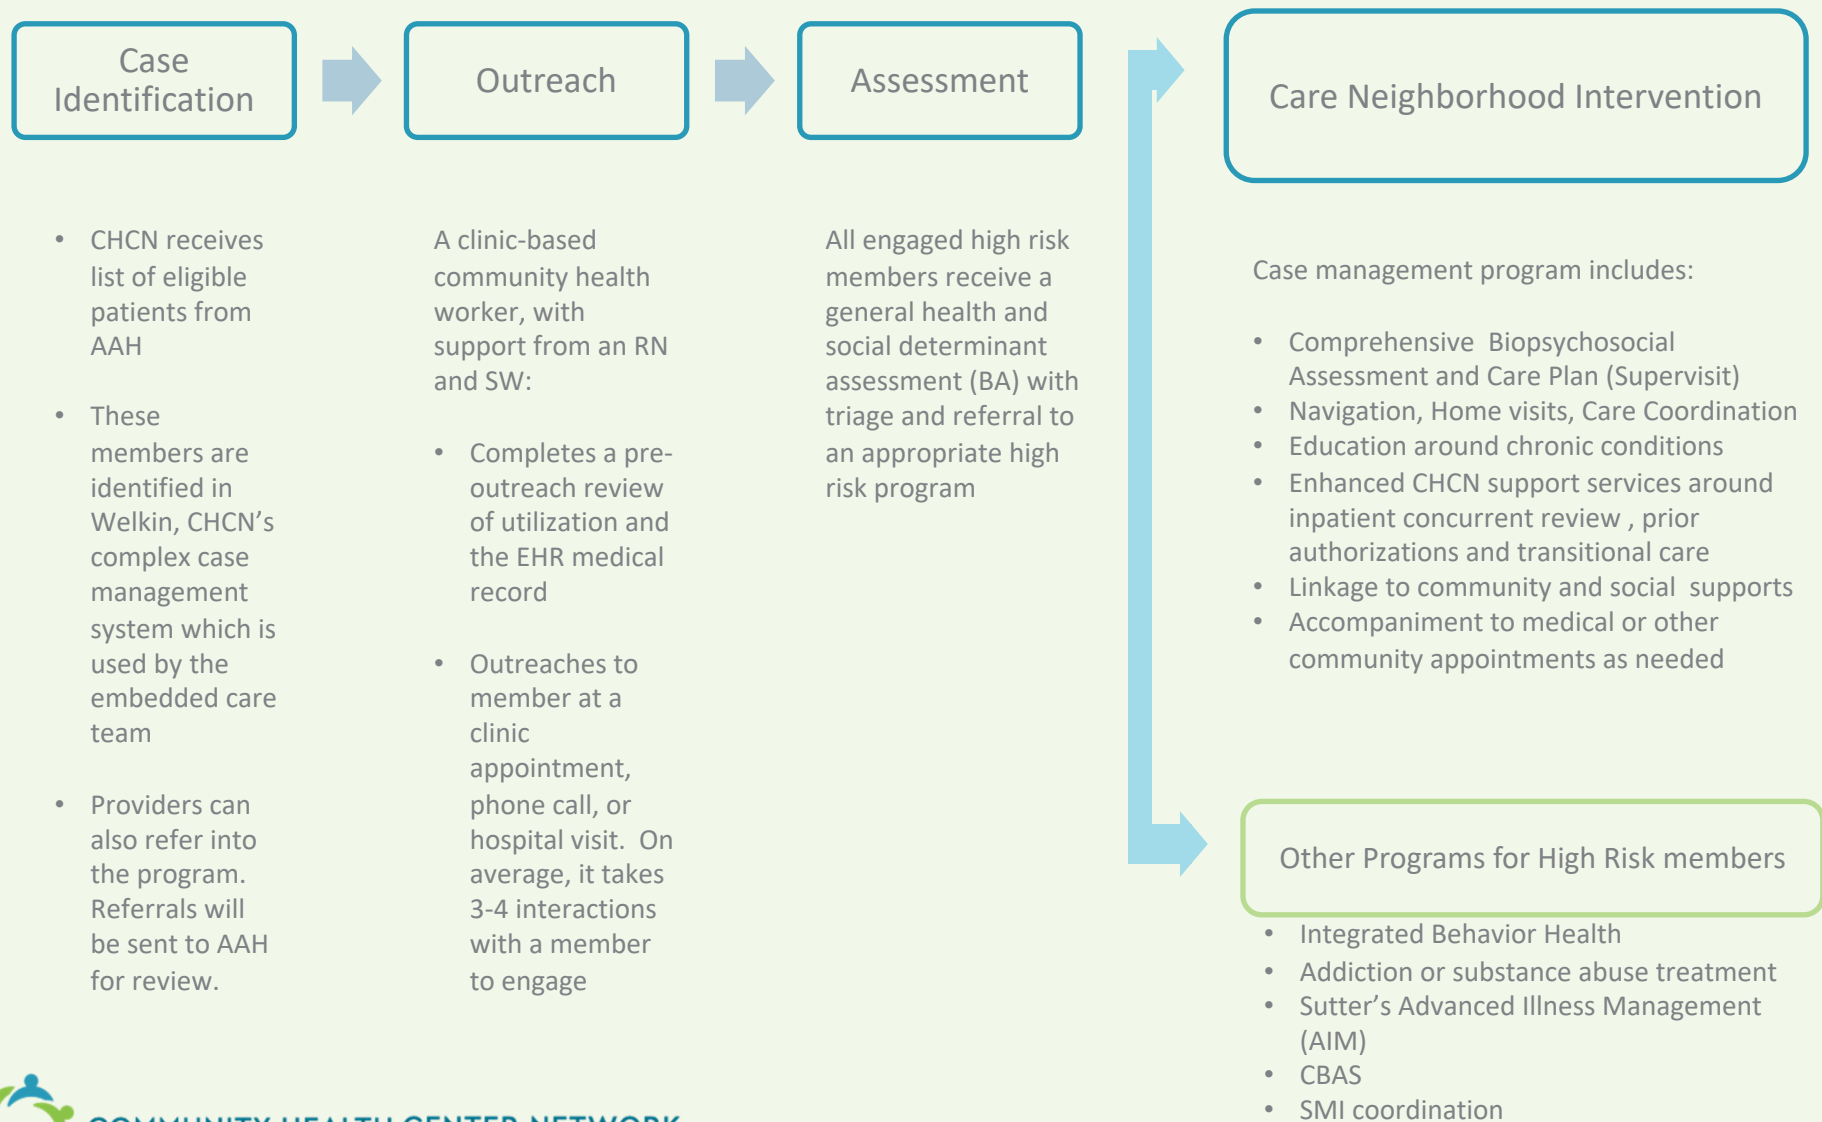 Case
Identification
Outreach
Assessment
Care Neighborhood Intervention
• CHCN receives
list of eligible
patients from
AAH
• These
members are
identified in
Welkin, CHCN’s
complex case
management
system which is
used by the
embedded care
team
• Providers can
also refer into
the program.
Referrals will
be sent to AAH
for review.
A clinic-based
community health
worker, with
support from an RN
and SW:
• Completes a pre-
outreach review
of utilization and
the EHR medical
record
• Outreaches to
member at a
clinic
appointment,
phone call, or
hospital visit. On
average, it takes
3-4 interactions
with a member
to engage
All engaged high risk
members receive a
general health and
social determinant
assessment (BA) with
triage and referral to
an appropriate high
risk program
Case management program includes:
• Comprehensive Biopsychosocial
Assessment and Care Plan (Supervisit)
• Navigation, Home visits, Care Coordination
• Education around chronic conditions
• Enhanced CHCN support services around
inpatient concurrent review , prior
authorizations and transitional care
• Linkage to community and social supports
• Accompaniment to medical or other
community appointments as needed
Other Programs for High Risk members
• Integrated Behavior Health
• Addiction or substance abuse treatment
• Sutter’s Advanced Illness Management
(AIM)
• CBAS
• SMI coordination
COMMUNITY HEALTH CENTER NETWORK